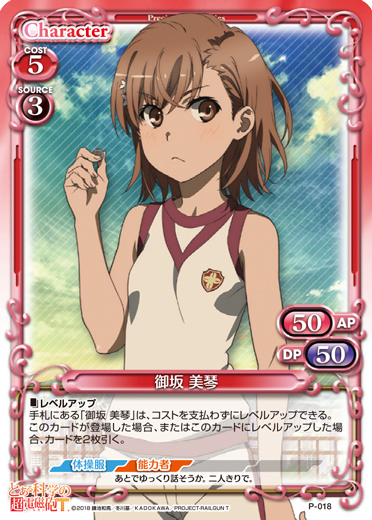 Character
COST
5
SOURCE
3
50 AP
DP 50
御坂 美琴
レベルアップ
手札にある「御坂 美琴」は、コストを支払わずにレベルアップできる。
このカードが登場した場合、またはこのカードにレベルアップした場
合、カードを2枚引く。
体操服 能力者
あとでゆっくり話そうか。二人きりで。
とある科学の
超電磁砲T
©2018 鎌池和馬／冬川基／KADOKAWA／PROJECT-RAILGUN T
P-018